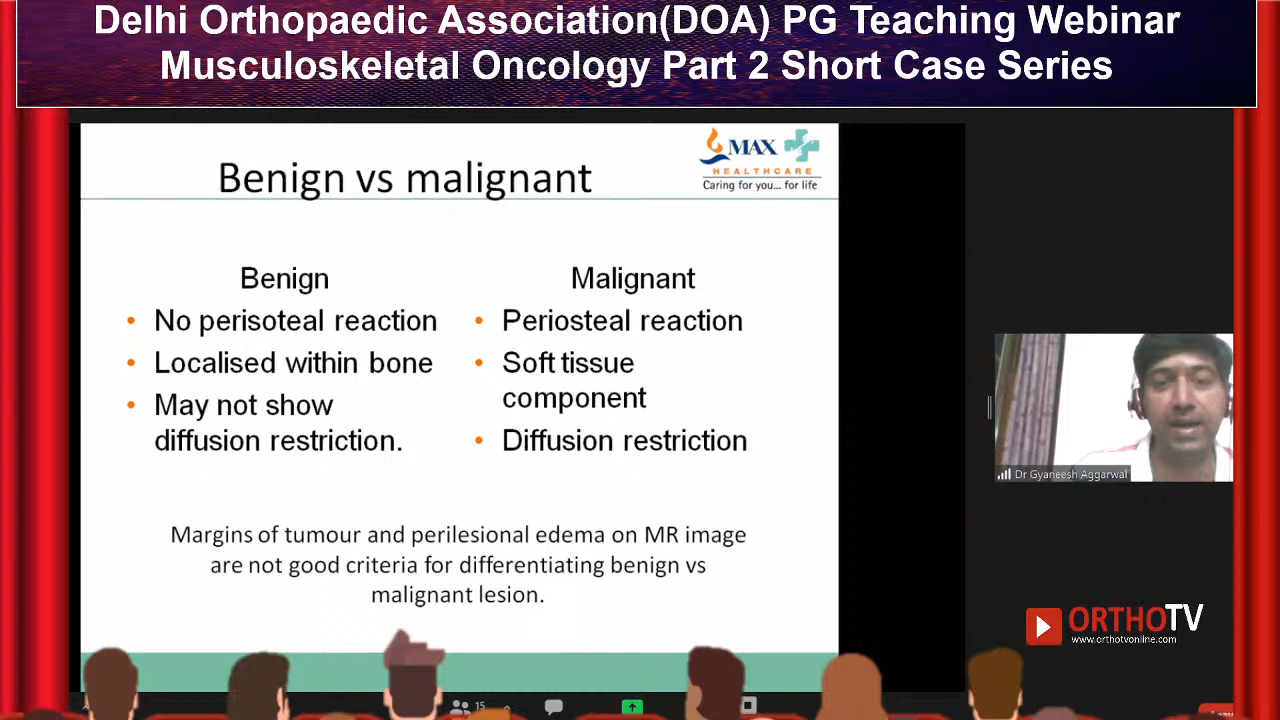 Delhi Orthopaedic Association(DOA) PG Teaching Webinar
Musculoskeletal Oncology Part 2 Short Case Series
MAX
HEALTHCARE
Caring for you... for life
Benign vs malignant
Benign
• No perisoteal reaction
• Localised within bone
• May not show
diffusion restriction.
Malignant
• Periosteal reaction
• Soft tissue
component
• Diffusion restriction
Margins of tumour and perilesional edema on MR image
are not good criteria for differentiating benign vs
malignant lesion.
Dr Gyaneesh Aggarwal
ORTHOTV
www.orthotvonline.com
15